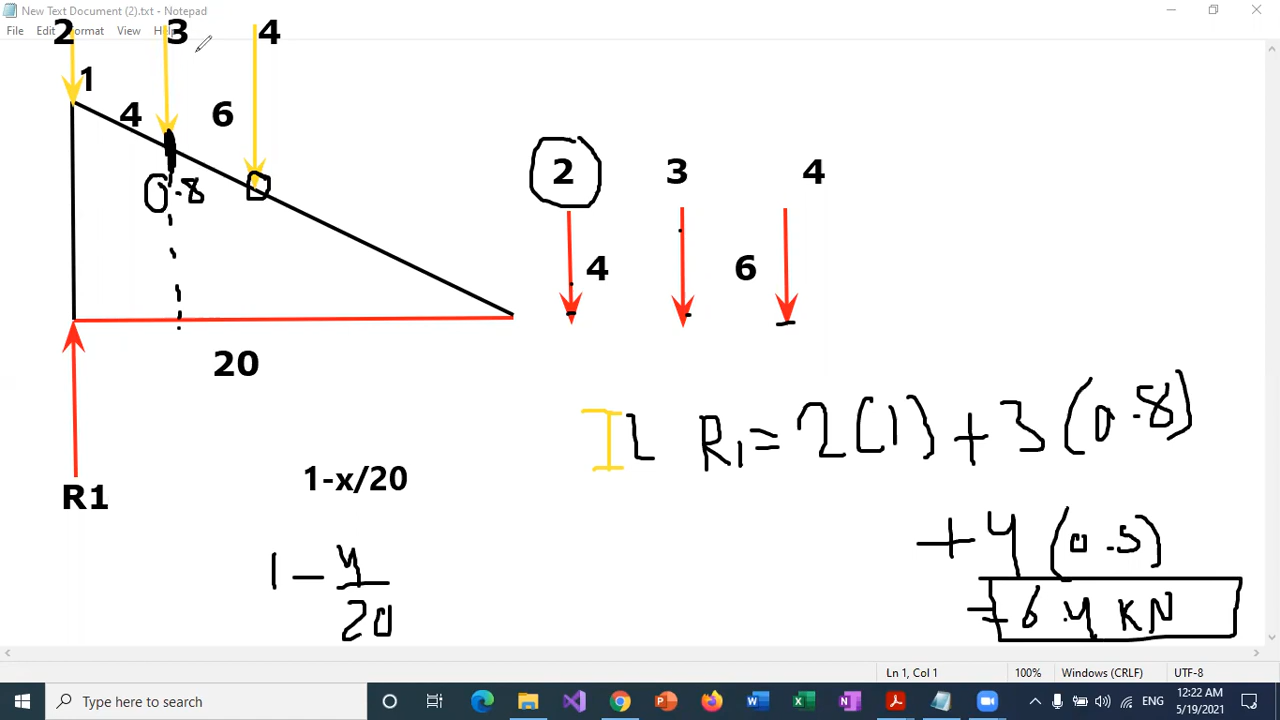 New Text Document (2).txt - Notepad
File Edit Format View Help
2 3 4
1
4 6
0.8
2 3 4
4 6
20
IL R1 = 2(1) + 3(0.8)
R1
1-x/20
+ 4(0.5)
1 - 4/20
= 6.4 KN
Ln 1, Col 1 100% Windows (CRLF) UTF-8
Type here to search
ENG
12:22 AM
5/19/2021